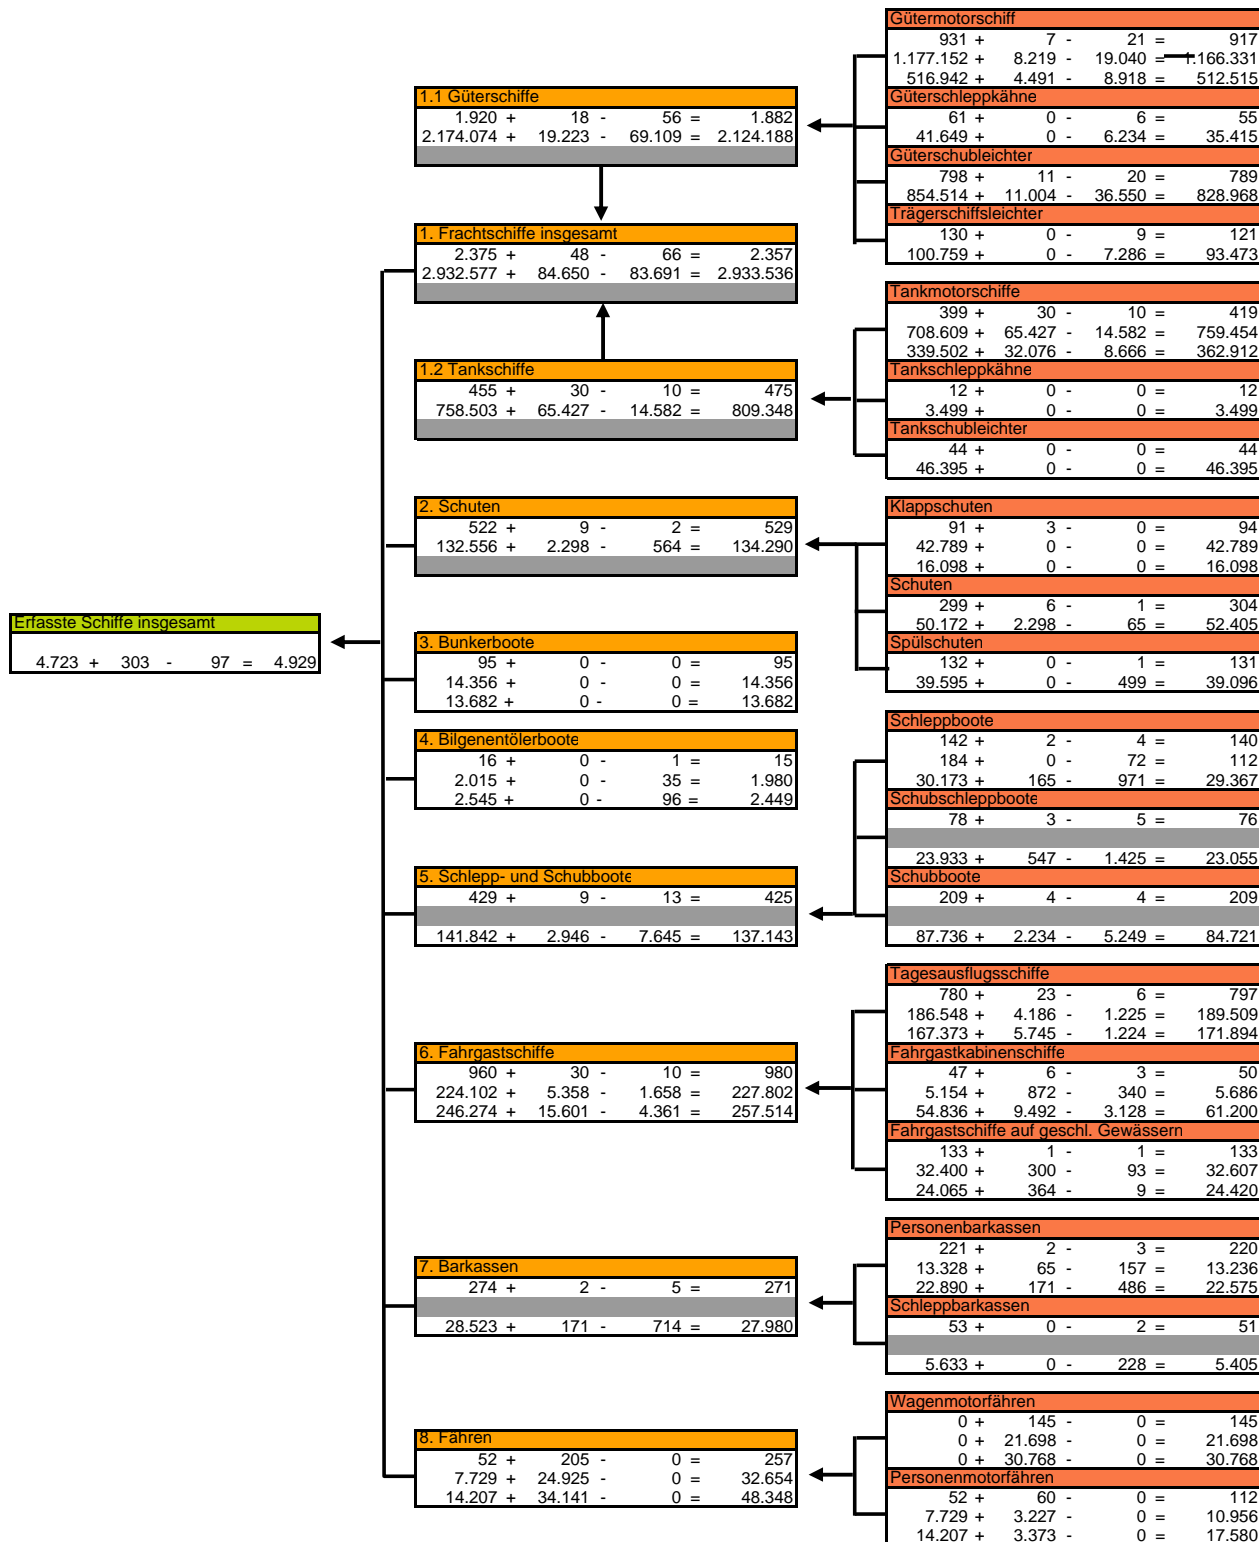 Erfasste Schiffe insgesamt
4.723 + 303 - 97 = 4.929
1.1 Güterschiffe
1.920 + 18 - 56 = 1.882
2.174.074 + 19.223 - 69.109 = 2.124.188
1. Frachtschiffe insgesamt
2.375 + 48 - 66 = 2.357
2.932.577 + 84.650 - 83.691 = 2.933.536
1.2 Tankschiffe
455 + 30 - 10 = 475
758.503 + 65.427 - 14.582 = 809.348
2. Schuten
522 + 9 - 2 = 529
132.556 + 2.298 - 564 = 134.290
3. Bunkerboote
95 + 0 - 0 = 95
14.356 + 0 - 0 = 14.356
13.682 + 0 - 0 = 13.682
4. Bilgenentölerboote
16 + 0 - 1 = 15
2.015 + 0 - 35 = 1.980
2.545 + 0 - 96 = 2.449
5. Schlepp- und Schubboote
429 + 9 - 13 = 425
141.842 + 2.946 - 7.645 = 137.143
6. Fahrgastschiffe
960 + 30 - 10 = 980
224.102 + 5.358 - 1.658 = 227.802
246.274 + 15.601 - 4.361 = 257.514
7. Barkassen
274 + 2 - 5 = 271
28.523 + 171 - 714 = 27.980
8. Fähren
52 + 205 - 0 = 257
7.729 + 24.925 - 0 = 32.654
14.207 + 34.141 - 0 = 48.348
Gütermotorschiff
931 + 7 - 21 = 917
1.177.152 + 8.219 - 19.040 = 1.166.331
516.942 + 4.491 - 8.918 = 512.515
Güterschleppkähne
61 + 0 - 6 = 55
41.649 + 0 - 6.234 = 35.415
Güterschubleichter
798 + 11 - 20 = 789
854.514 + 11.004 - 36.550 = 828.968
Trägerschiffsleichter
130 + 0 - 9 = 121
100.759 + 0 - 7.286 = 93.473
Tankmotorschiffe
399 + 30 - 10 = 419
708.609 + 65.427 - 14.582 = 759.454
339.502 + 32.076 - 8.666 = 362.912
Tankschleppkähne
12 + 0 - 0 = 12
3.499 + 0 - 0 = 3.499
Tankschubleichter
44 + 0 - 0 = 44
46.395 + 0 - 0 = 46.395
Klappschuten
91 + 3 - 0 = 94
42.789 + 0 - 0 = 42.789
16.098 + 0 - 0 = 16.098
Schuten
299 + 6 - 1 = 304
50.172 + 2.298 - 65 = 52.405
Spülschuten
132 + 0 - 1 = 131
39.595 + 0 - 499 = 39.096
Schleppboote
142 + 2 - 4 = 140
184 + 0 - 72 = 112
30.173 + 165 - 971 = 29.367
Schubschleppboote
78 + 3 - 5 = 76
23.933 + 547 - 1.425 = 23.055
Schubboote
209 + 4 - 4 = 209
87.736 + 2.234 - 5.249 = 84.721
Tagesausflugsschiffe
780 + 23 - 6 = 797
186.548 + 4.186 - 1.225 = 189.509
167.373 + 5.745 - 1.224 = 171.894
Fahrgastkabinenschiffe
47 + 6 - 3 = 50
5.154 + 872 - 340 = 5.686
54.836 + 9.492 - 3.128 = 61.200
Fahrgastschiffe auf geschl. Gewässern
133 + 1 - 1 = 133
32.400 + 300 - 93 = 32.607
24.065 + 364 - 9 = 24.420
Personenbarkassen
221 + 2 - 3 = 220
13.328 + 65 - 157 = 13.236
22.890 + 171 - 486 = 22.575
Schleppbarkassen
53 + 0 - 2 = 51
5.633 + 0 - 228 = 5.405
Wagenmotorfähren
0 + 145 - 0 = 145
0 + 21.698 - 0 = 21.698
0 + 30.768 - 0 = 30.768
Personenmotorfähren
52 + 60 - 0 = 112
7.729 + 3.227 - 0 = 10.956
14.207 + 3.373 - 0 = 17.580